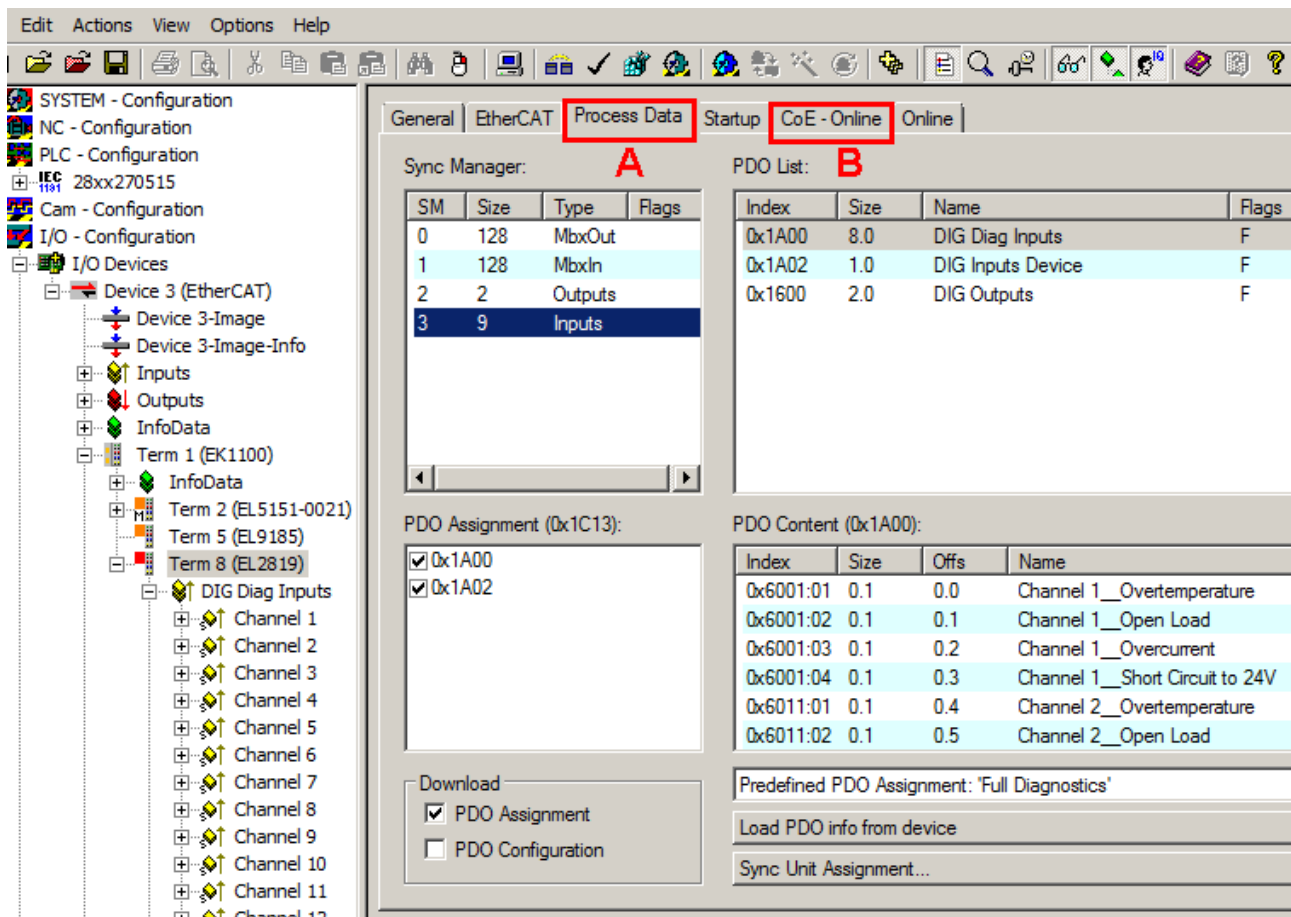 Edit Actions View Options Help
SYSTEM - Configuration
NC - Configuration
PLC - Configuration
IEC 1131 28xx270515
Cam - Configuration
I/O - Configuration
I/O Devices
Device 3 (EtherCAT)
Device 3-Image
Device 3-Image-Info
Inputs
Outputs
InfoData
Term 1 (EK1100)
InfoData
Term 2 (EL5151-0021)
Term 5 (EL9185)
Term 8 (EL2819)
DIG Diag Inputs
Channel 1
Channel 2
Channel 3
Channel 4
Channel 5
Channel 6
Channel 7
Channel 8
Channel 9
Channel 10
Channel 11
Channel 12
General EtherCAT Process Data Startup CoE - Online Online
A B
Sync Manager:
SM Size Type Flags
0 128 MbxOut
1 128 MbxIn
2 2 Outputs
3 9 Inputs
PDO List:
Index Size Name Flags
0x1A00 8.0 DIG Diag Inputs F
0x1A02 1.0 DIG Inputs Device F
0x1600 2.0 DIG Outputs F
PDO Assignment (0x1C13):
0x1A00
0x1A02
PDO Content (0x1A00):
Index Size Offs Name
0x6001:01 0.1 0.0 Channel 1__Overtemperature
0x6001:02 0.1 0.1 Channel 1__Open Load
0x6001:03 0.1 0.2 Channel 1__Overcurrent
0x6001:04 0.1 0.3 Channel 1__Short Circuit to 24V
0x6011:01 0.1 0.4 Channel 2__Overtemperature
0x6011:02 0.1 0.5 Channel 2__Open Load
Download
PDO Assignment
PDO Configuration
Predefined PDO Assignment: 'Full Diagnostics'
Load PDO info from device
Sync Unit Assignment...